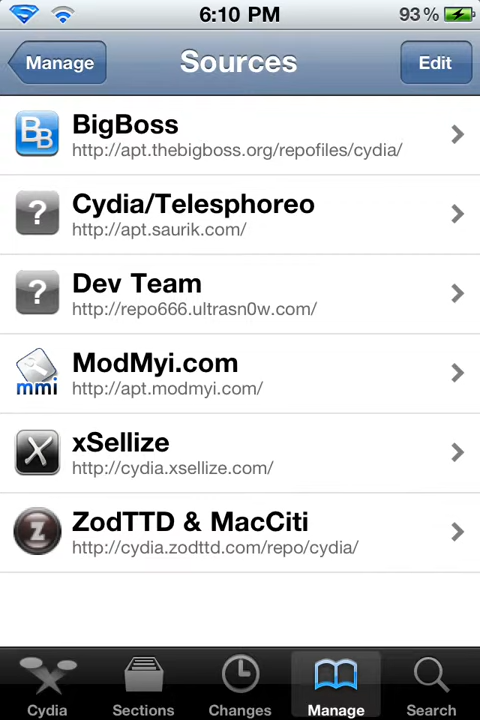 6:10 PM
93%
Manage
Sources
Edit
BB
BigBoss
http://apt.thebigboss.org/repofiles/cydia/
?
Cydia/Telesphoreo
http://apt.saurik.com/
?
Dev Team
http://repo666.ultrasn0w.com/
ModMyi.com
mmi
http://apt.modmyi.com/
X
xSellize
http://cydia.xsellize.com/
Z
ZodTTD & MacCiti
http://cydia.zodttd.com/repo/cydia/
Cydia
Sections
Changes
Manage
Search